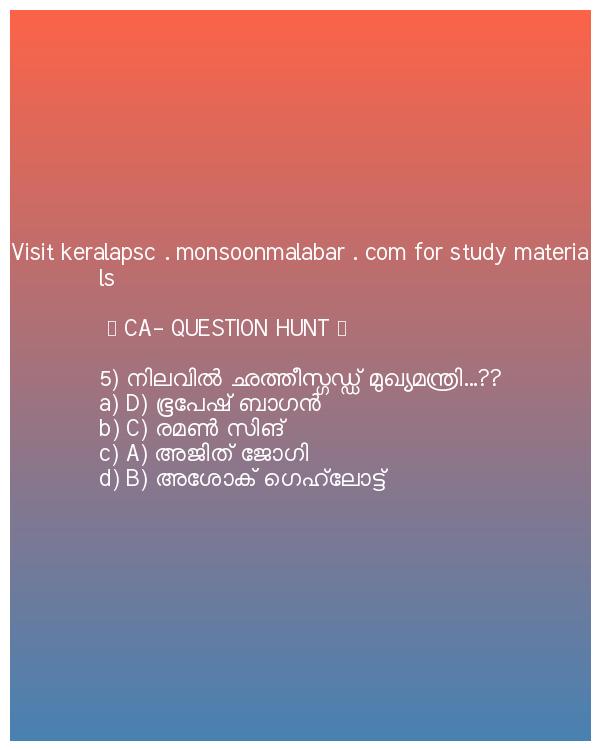 Visit keralapsc . monsoonmalabar . com for study materia
ls
▯ CA- QUESTION HUNT ▯
5) നിലവിൽ ഛത്തീസ്ഗഡ്ഡ് മുഖ്യമന്ത്രി...??
a) D) ഭൂപേഷ് ബാഗൻ
b) C) രമൺ സിങ്
c) A) അജിത് ജോഗി
d) B) അശോക് ഗെഹ്ലോട്ട്